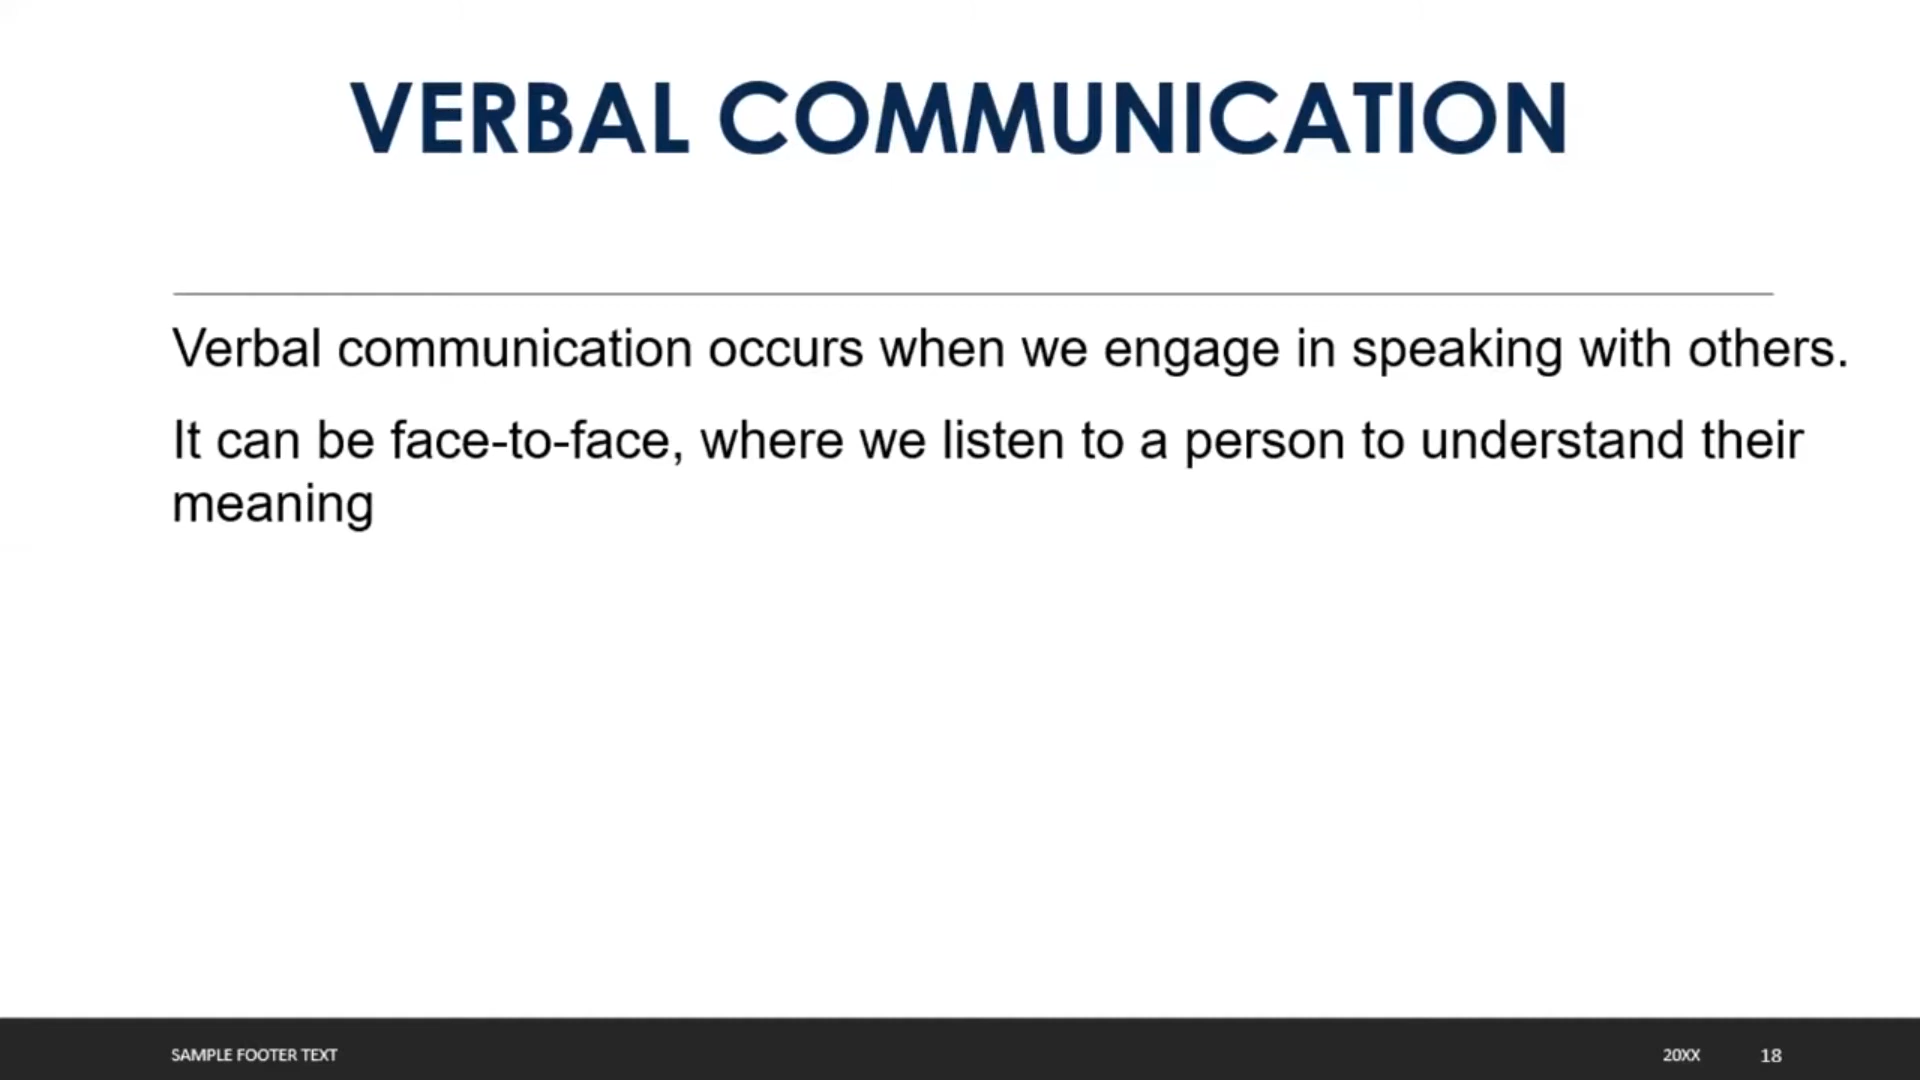 VERBAL COMMUNICATION
Verbal communication occurs when we engage in speaking with others.
It can be face-to-face, where we listen to a person to understand their
meaning
SAMPLE FOOTER TEXT
20XX
18